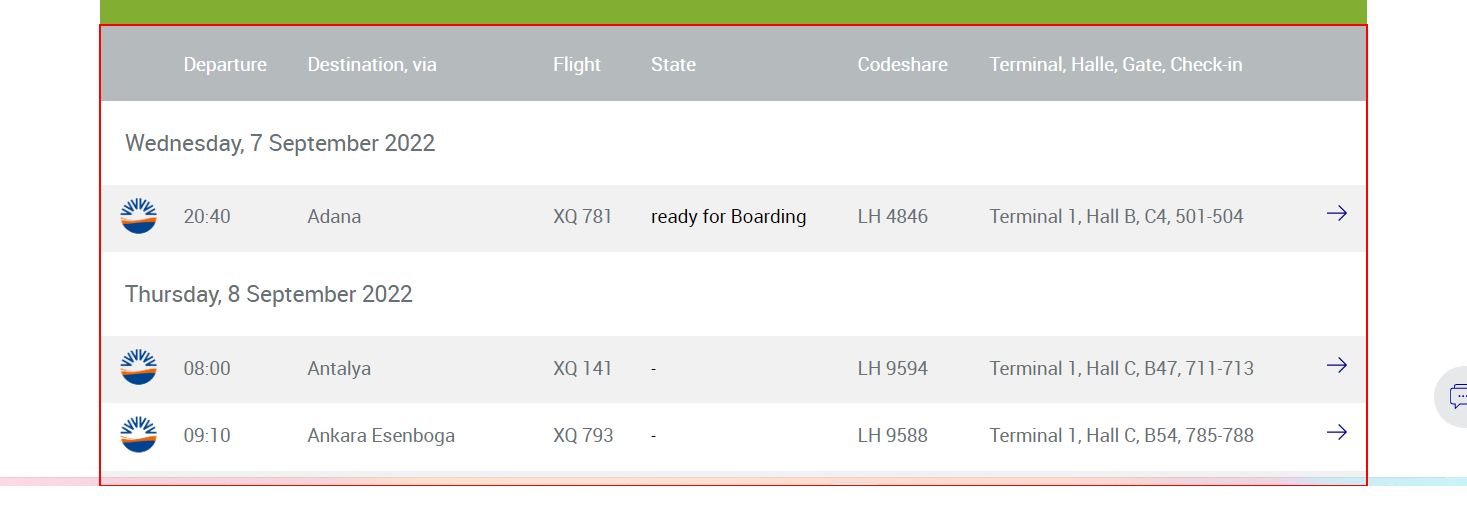 Departure Destination, via Flight State Codeshare Terminal, Halle, Gate, Check-in
Wednesday, 7 September 2022
20:40 Adana XQ 781 ready for Boarding LH 4846 Terminal 1, Hall B, C4, 501-504
Thursday, 8 September 2022
08:00 Antalya XQ 141 - LH 9594 Terminal 1, Hall C, B47, 711-713
09:10 Ankara Esenboga XQ 793 - LH 9588 Terminal 1, Hall C, B54, 785-788